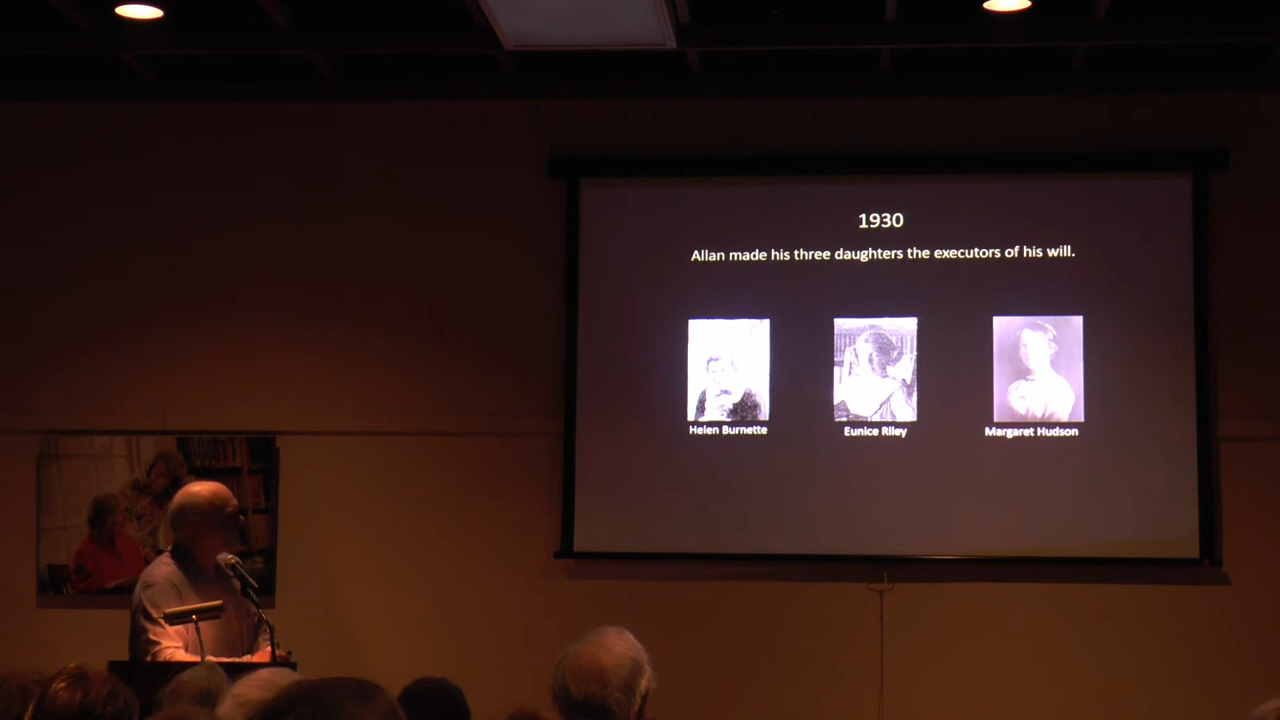 1930
Allan made his three daughters the executors of his will.
Helen Burnette
Eunice Riley
Margaret Hudson